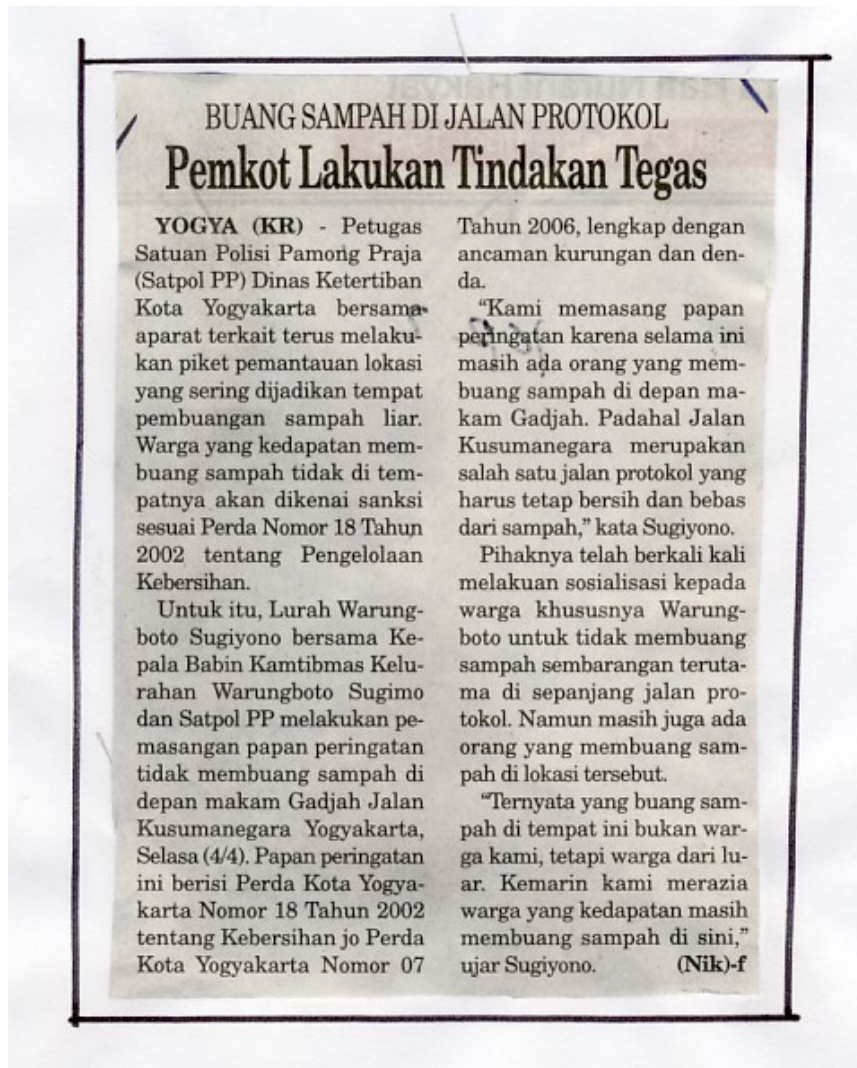 BUANG SAMPAH DI JALAN PROTOKOL
Pemkot Lakukan Tindakan Tegas
YOGYA (KR) - Petugas
Satuan Polisi Pamong Praja
(Satpol PP) Dinas Ketertiban
Kota Yogyakarta bersama
aparat terkait terus melaku-
kan piket pemantauan lokasi
yang sering dijadikan tempat
pembuangan sampah liar.
Warga yang kedapatan mem-
buang sampah tidak di tem-
patnya akan dikenai sanksi
sesuai Perda Nomor 18 Tahun
2002 tentang Pengelolaan
Kebersihan.
Untuk itu, Lurah Warung-
boto Sugiyono bersama Ke-
pala Babin Kamtibmas Kelu-
rahan Warungboto Sugimo
dan Satpol PP melakukan pe-
masangan papan peringatan
tidak membuang sampah di
depan makam Gadjah Jalan
Kusumanegara Yogyakarta,
Selasa (4/4). Papan peringatan
ini berisi Perda Kota Yogya-
karta Nomor 18 Tahun 2002
tentang Kebersihan jo Perda
Kota Yogyakarta Nomor 07
Tahun 2006, lengkap dengan
ancaman kurungan dan den-
da.
"Kami memasang papan
peringatan karena selama ini
masih ada orang yang mem-
buang sampah di depan ma-
kam Gadjah. Padahal Jalan
Kusumanegara merupakan
salah satu jalan protokol yang
harus tetap bersih dan bebas
dari sampah," kata Sugiyono.
Pihaknya telah berkali kali
melakuan sosialisasi kepada
warga khususnya Warung-
boto untuk tidak membuang
sampah sembarangan teruta-
ma di sepanjang jalan pro-
tokol. Namun masih juga ada
orang yang membuang sam-
pah di lokasi tersebut.
"Ternyata yang buang sam-
pah di tempat ini bukan war-
ga kami, tetapi warga dari lu-
ar. Kemarin kami merazia
warga yang kedapatan masih
membuang sampah di sini,"
ujar Sugiyono. (Nik)-f